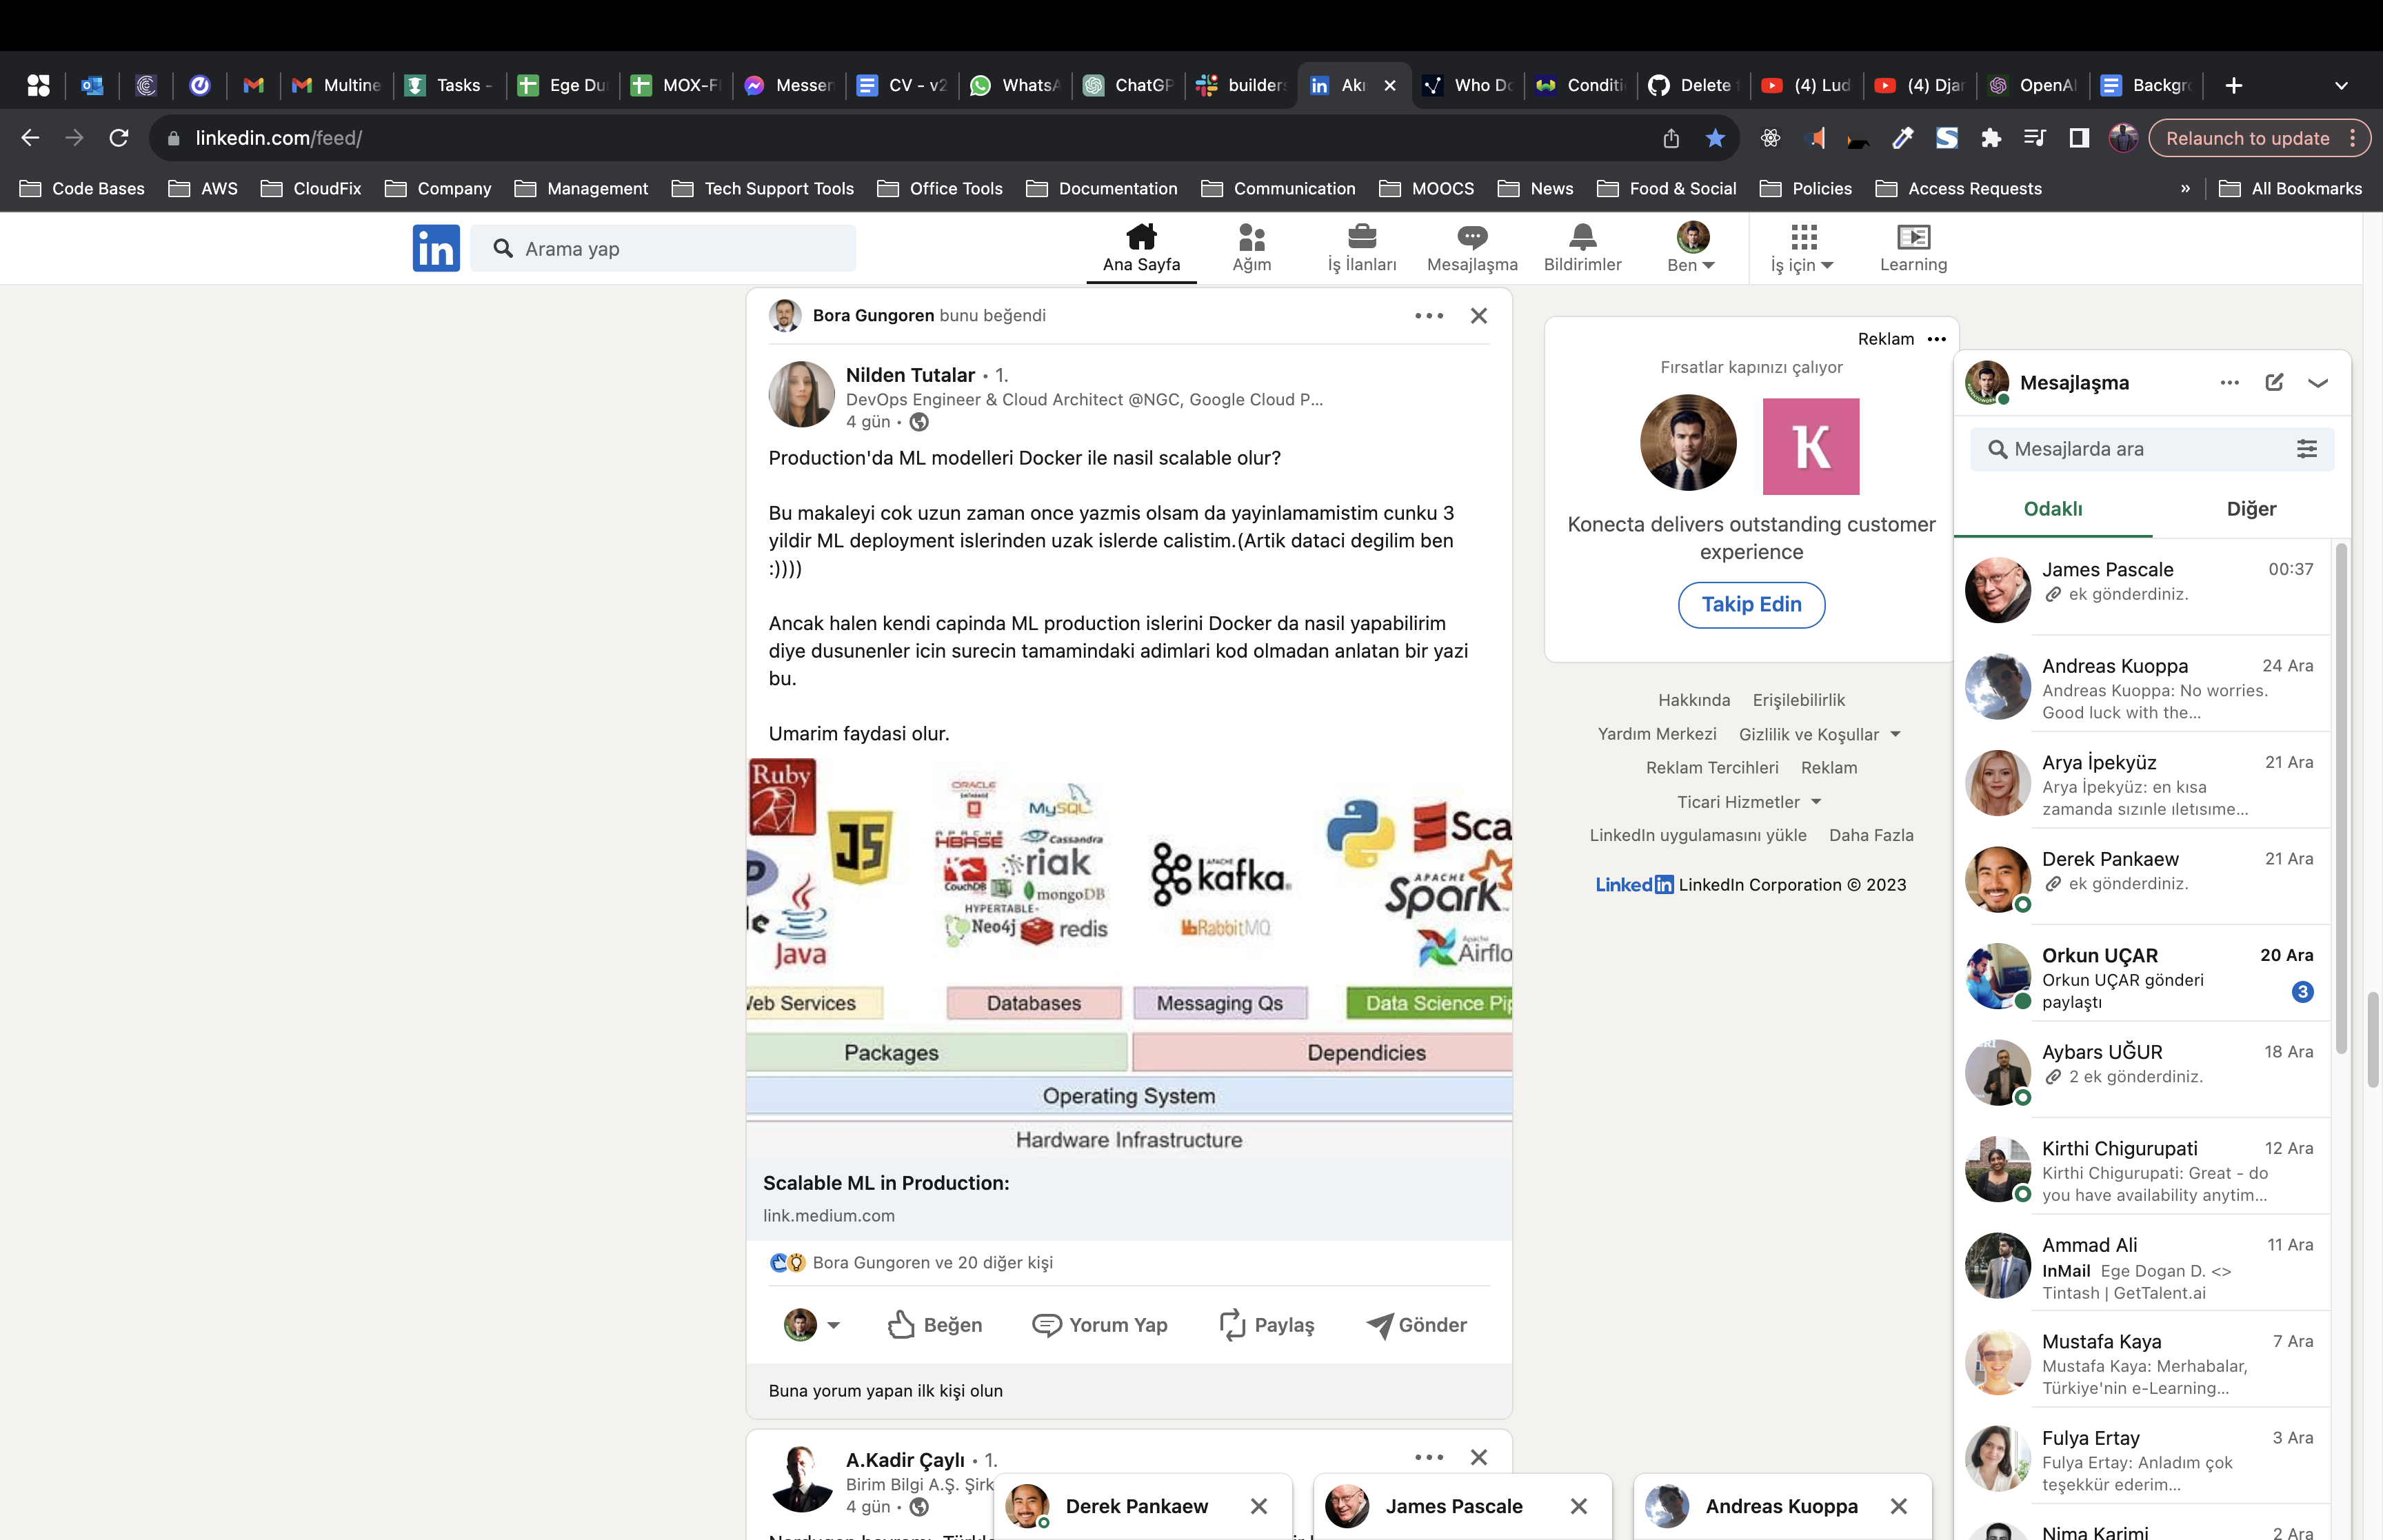 Multine
Tasks -
Ege Du
MOX-F
Messen
CV - v2
WhatsA
ChatGP
builders
Akı
Who Do
Conditi
Delete
(4) Lud
(4) Djar
OpenAI
Backgr
linkedin.com/feed/
Relaunch to update
Code Bases
AWS
CloudFix
Company
Management
Tech Support Tools
Office Tools
Documentation
Communication
MOOCS
News
Food & Social
Policies
Access Requests
»
All Bookmarks
in
Arama yap
Ana Sayfa
Ağım
İş İlanları
Mesajlaşma
Bildirimler
Ben
İş için
Learning
Bora Gungoren bunu beğendi
Nilden Tutalar • 1.
DevOps Engineer & Cloud Architect @NGC, Google Cloud P...
4 gün •
Production'da ML modelleri Docker ile nasil scalable olur?
Bu makaleyi cok uzun zaman once yazmis olsam da yayinlamamistim cunku 3
yildir ML deployment islerinden uzak islerde calistim.(Artik dataci degilim ben
:))))
Ancak halen kendi capinda ML production islerini Docker da nasil yapabilirim
diye dusunenler icin surecin tamamindaki adimlari kod olmadan anlatan bir yazi
bu.
Umarim faydasi olur.
Ruby
JS
Java
ORACLE
DATABASE
MySQL
APACHE
HBASE
Cassandra
riak
CouchDB
mongoDB
HYPERTABLE
Neo4j
redis
APACHE
kafka
RabbitMQ
Sca
APACHE
Spark
Apache
Airflo
Web Services
Databases
Messaging Qs
Data Science Pip
Packages
Dependicies
Operating System
Hardware Infrastructure
Scalable ML in Production:
link.medium.com
Bora Gungoren ve 20 diğer kişi
Beğen
Yorum Yap
Paylaş
Gönder
Buna yorum yapan ilk kişi olun
A.Kadir Çaylı • 1.
Birim Bilgi A.Ş. Şirk
4 gün •
Reklam
Fırsatlar kapınızı çalıyor
K
Konecta delivers outstanding customer
experience
Takip Edin
Hakkında Erişilebilirlik
Yardım Merkezi Gizlilik ve Koşullar
Reklam Tercihleri Reklam
Ticari Hizmetler
LinkedIn uygulamasını yükle Daha Fazla
LinkedIn LinkedIn Corporation © 2023
Mesajlaşma
Mesajlarda ara
Odaklı
Diğer
James Pascale 00:37
ek gönderdiniz.
Andreas Kuoppa 24 Ara
Andreas Kuoppa: No worries.
Good luck with the...
Arya İpekyüz 21 Ara
Arya İpekyüz: en kısa
zamanda sızınle ıletısıme...
Derek Pankaew 21 Ara
ek gönderdiniz.
Orkun UÇAR 20 Ara
Orkun UÇAR gönderi
paylaştı
3
Aybars UĞUR 18 Ara
2 ek gönderdiniz.
Kirthi Chigurupati 12 Ara
Kirthi Chigurupati: Great - do
you have availability anytim...
Ammad Ali 11 Ara
InMail Ege Dogan D. <>
Tintash | GetTalent.ai
Mustafa Kaya 7 Ara
Mustafa Kaya: Merhabalar,
Türkiye'nin e-Learning...
Fulya Ertay 3 Ara
Fulya Ertay: Anladım çok
teşekkür ederim...
Nima Karimi 2 Ara
Derek Pankaew
James Pascale
Andreas Kuoppa